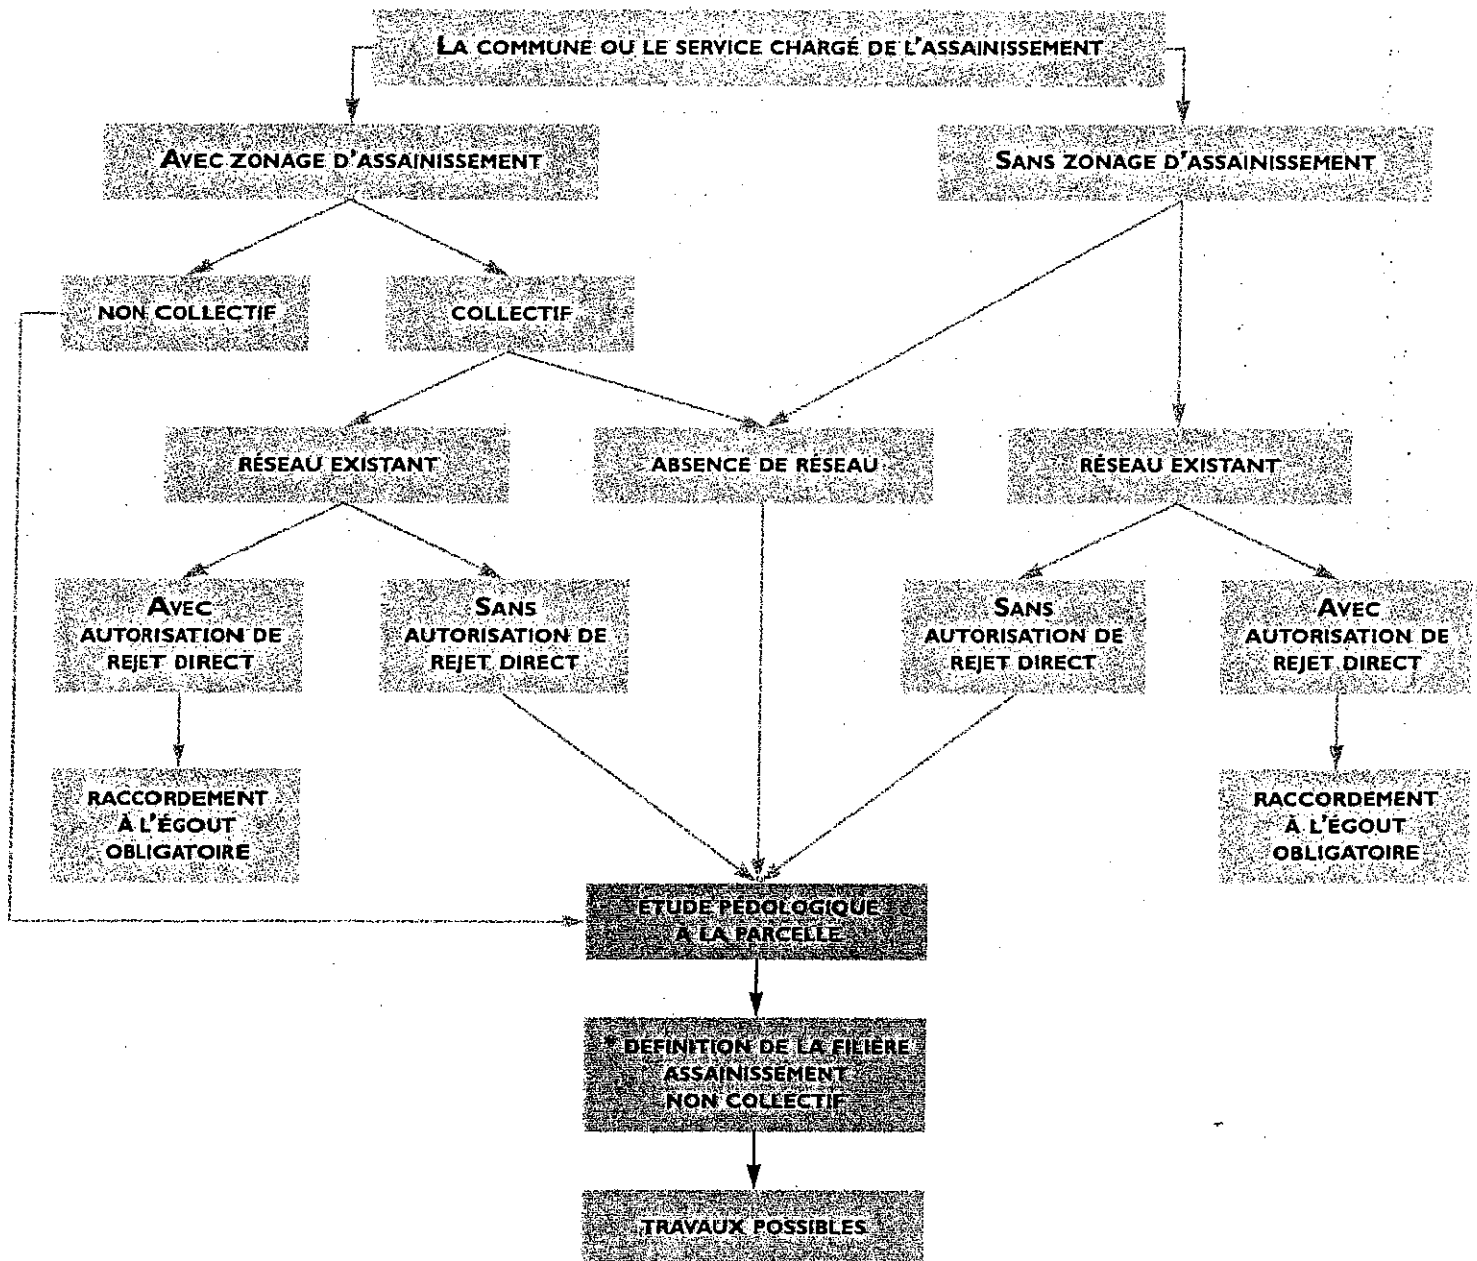 LA COMMUNE OU LE SERVICE CHARGÉ DE L'ASSAINISSEMENT
AVEC ZONAGE D'ASSAINISSEMENT
SANS ZONAGE D'ASSAINISSEMENT
NON COLLECTIF
COLLECTIF
RÉSEAU EXISTANT
ABSENCE DE RÉSEAU
RÉSEAU EXISTANT
AVEC
AUTORISATION DE
REJET DIRECT
SANS
AUTORISATION DE
REJET DIRECT
SANS
AUTORISATION DE
REJET DIRECT
AVEC
AUTORISATION DE
REJET DIRECT
RACCORDEMENT
À L'ÉGOUT
OBLIGATOIRE
RACCORDEMENT
À L'ÉGOUT
OBLIGATOIRE
ÉTUDE PÉDOLOGIQUE
À LA PARCELLE
* DÉFINITION DE LA FILIÈRE
ASSAINISSEMENT
NON COLLECTIF
TRAVAUX POSSIBLES